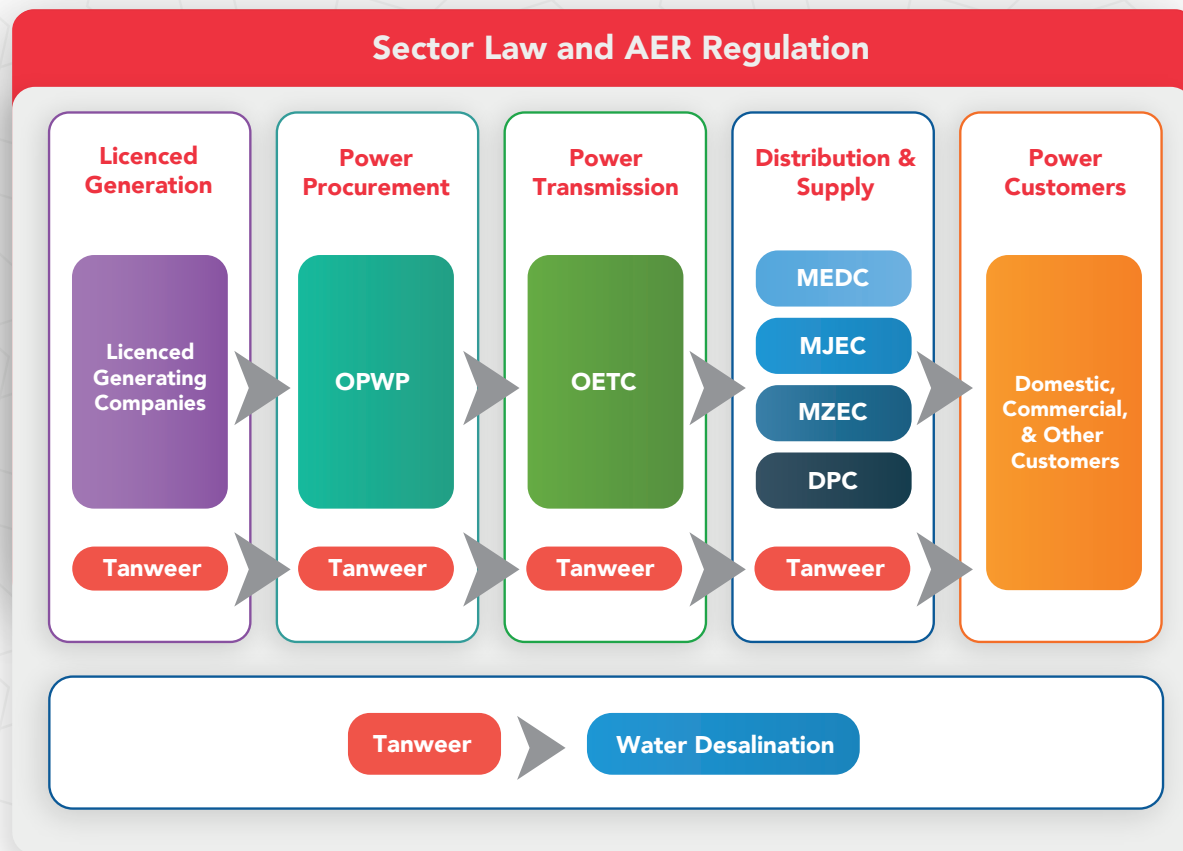 Sector Law and AER Regulation
Licenced
Generation
Power
Procurement
Power
Transmission
Distribution &
Supply
Power
Customers
Licenced
Generating
Companies
OPWP
OETC
MEDC
MJEC
MZEC
DPC
Domestic,
Commercial,
& Other
Customers
Tanweer
Tanweer
Tanweer
Tanweer
Tanweer
Water Desalination